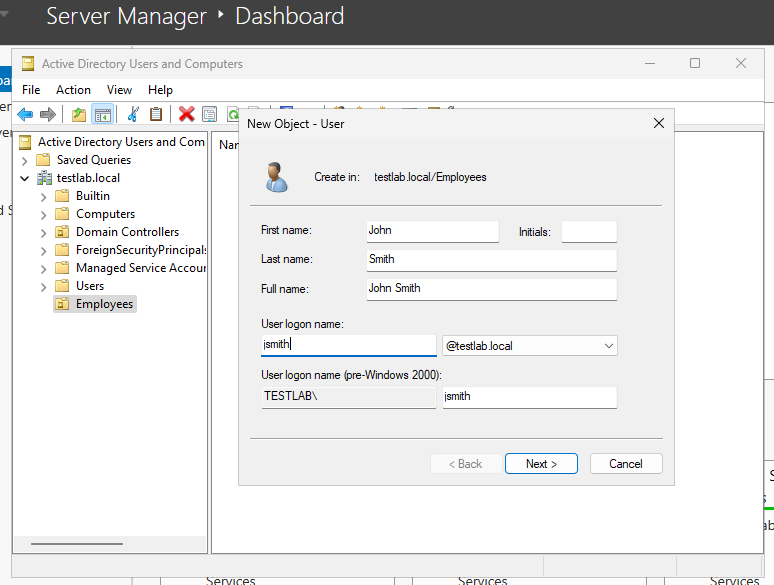 Server Manager ‣ Dashboard
Active Directory Users and Computers
File Action View Help
Active Directory Users and Com
Saved Queries
testlab.local
Builtin
Computers
Domain Controllers
ForeignSecurityPrincipals
Managed Service Accoun
Users
Employees
New Object - User
Create in: testlab.local/Employees
First name: John Initials:
Last name: Smith
Full name: John Smith
User logon name:
jsmith @testlab.local
User logon name (pre-Windows 2000):
TESTLAB\ jsmith
< Back Next > Cancel
Services Services Services